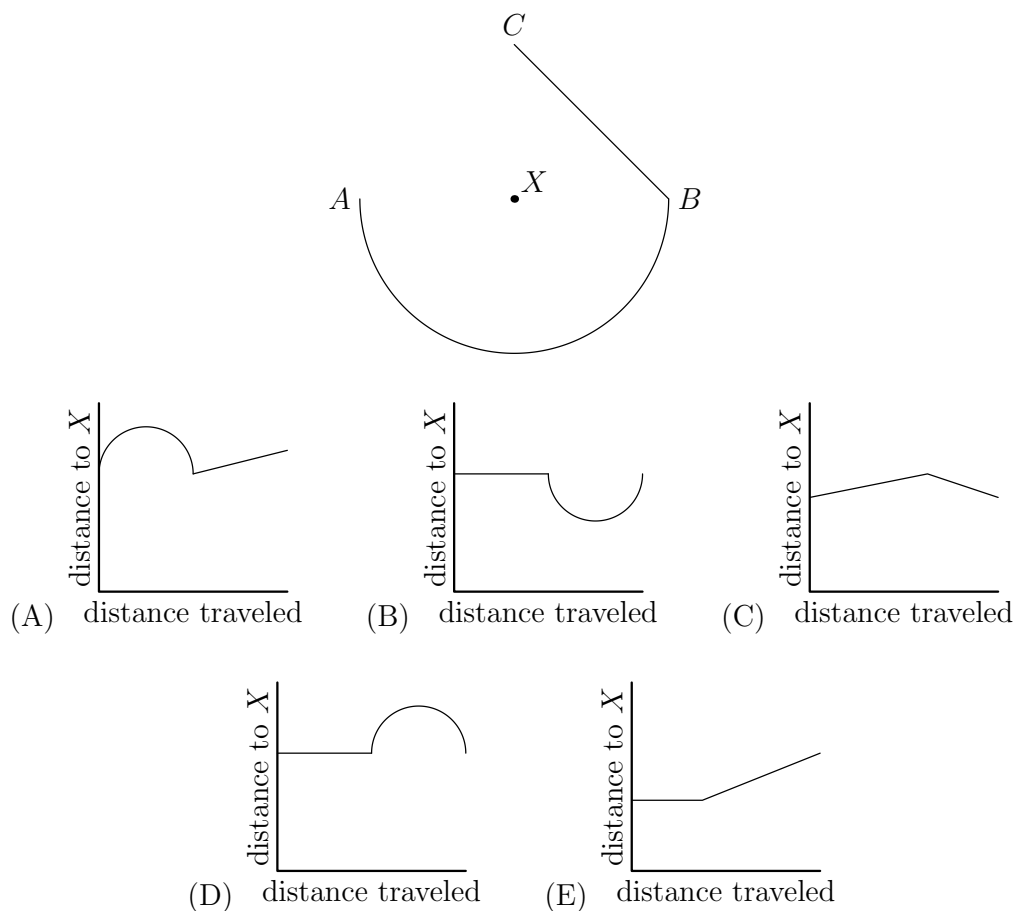 C
A
X
B
distance to X
distance traveled
(A)
distance to X
distance traveled
(B)
distance to X
distance traveled
(C)
distance to X
distance traveled
(D)
distance to X
distance traveled
(E)